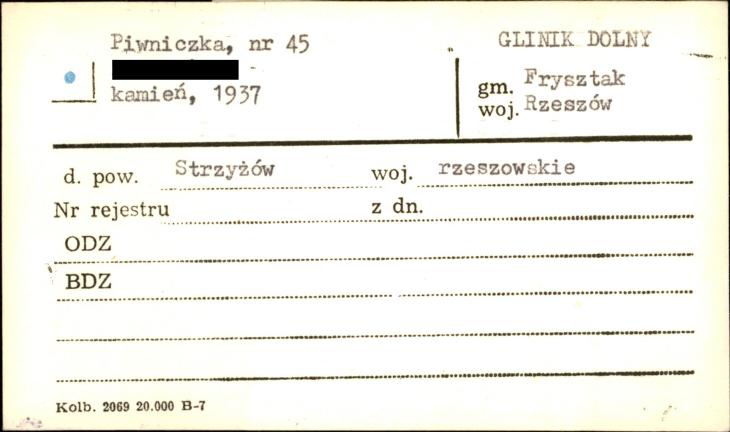 Piwniczka, nr 45
GLINIK DOLNY
kamień, 1937
gm. Frysztak
woj. Rzeszów
d. pow. Strzyżów woj. rzeszowskie
Nr rejestru z dn.
ODZ
BDZ
Kolb. 2069 20.000 B-7